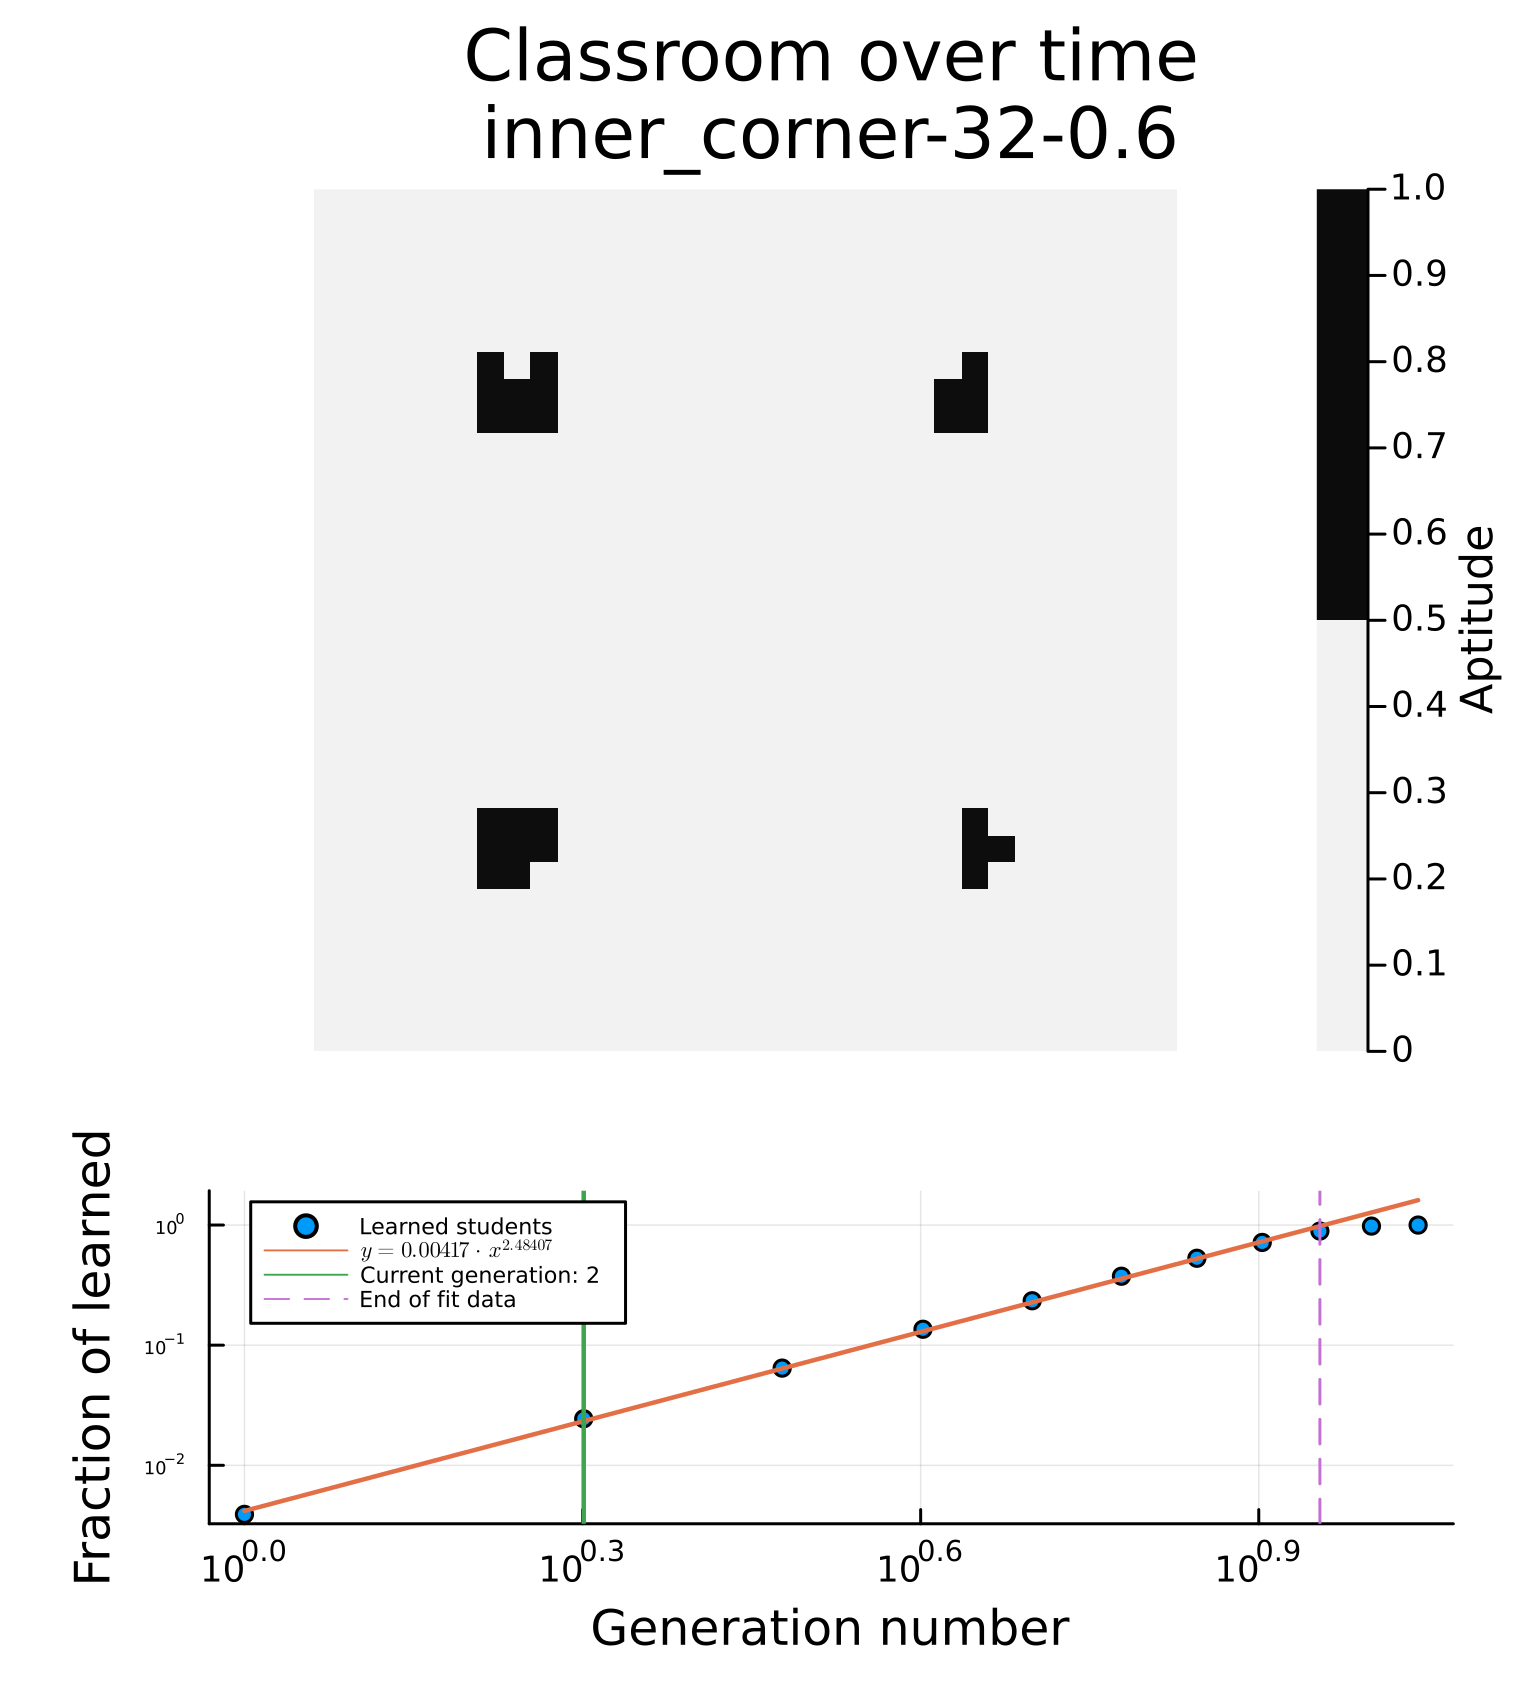 Classroom over time
inner_corner-32-0.6
1.0
0.9
0.8
0.7
0.6
0.5
0.4
0.3
0.2
0.1
0
Aptitude
Fraction of learned
10^0
10^−1
10^−2
Learned students
y = 0.00417 · x^2.48407
Current generation: 2
End of fit data
10^0.0 10^0.3 10^0.6 10^0.9
Generation number